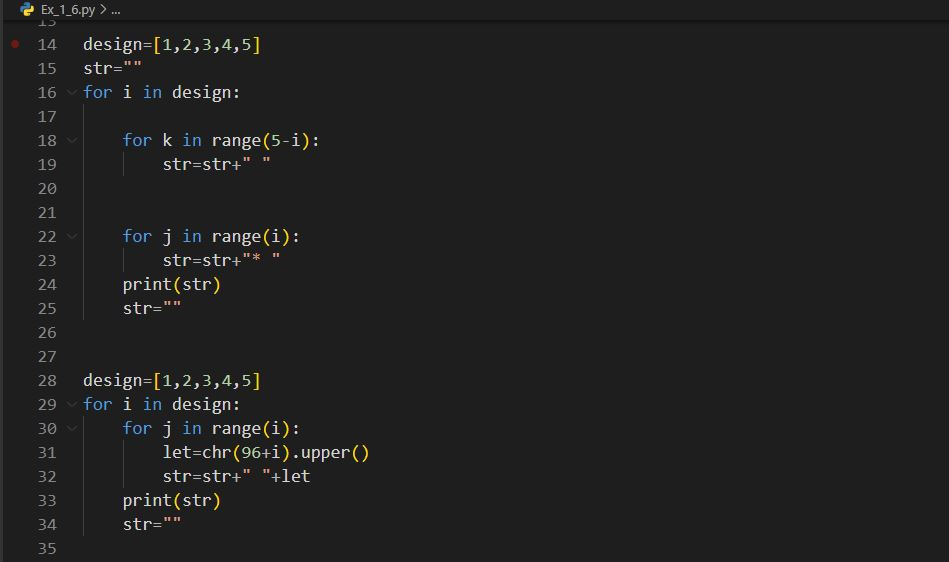 Ex_1_6.py > ...
13
14 design=[1,2,3,4,5]
15 str=""
16 for i in design:
17
18     for k in range(5-i):
19         str=str+" "
20
21
22     for j in range(i):
23         str=str+"* "
24     print(str)
25     str=""
26
27
28 design=[1,2,3,4,5]
29 for i in design:
30     for j in range(i):
31         let=chr(96+i).upper()
32         str=str+" "+let
33     print(str)
34     str=""
35